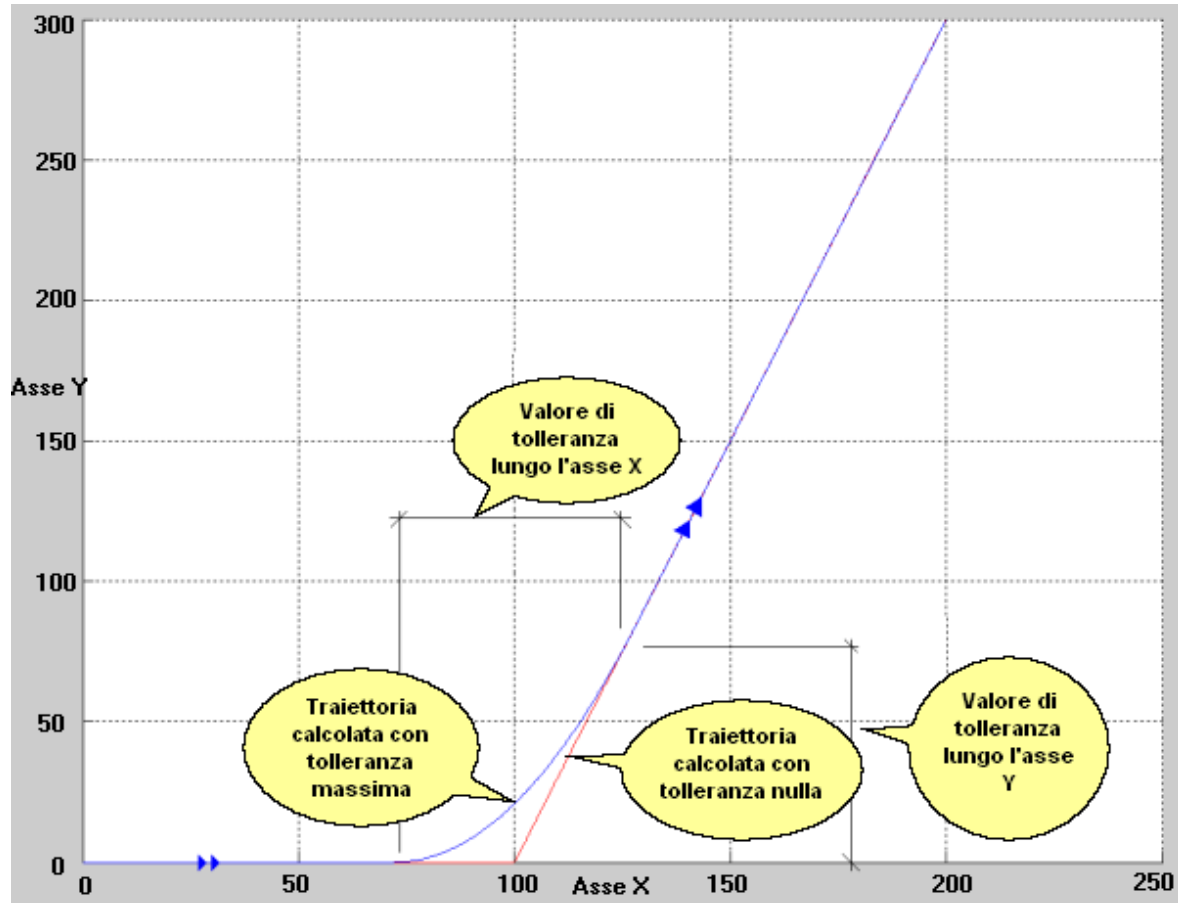 300
250
200
Asse Y
150
100
50
0
Valore di
tolleranza
lungo l'asse X
Traiettoria
calcolata con
tolleranza
massima
Traiettoria
calcolata con
tolleranza nulla
Valore di
tolleranza
lungo l'asse
Y
0
50
100
Asse X
150
200
250